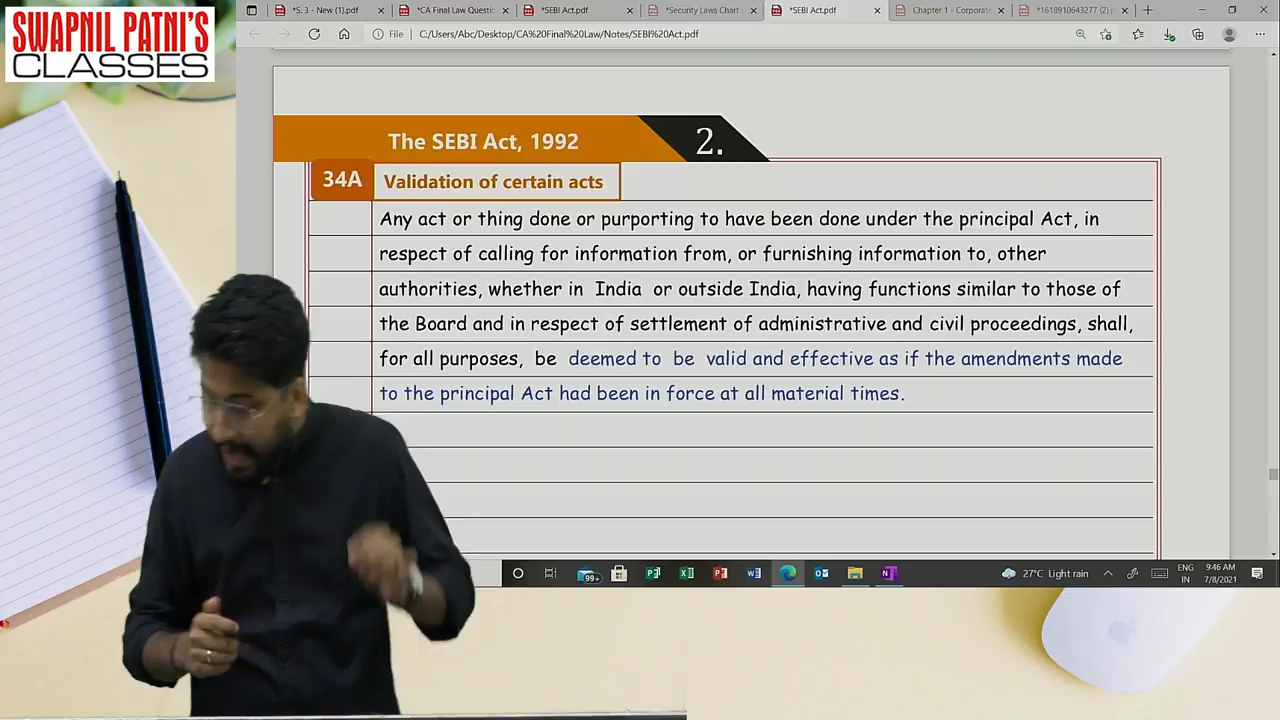 SWAPNIL PATNI'S
CLASSES
*S. 3 - New (1).pdf
*CA Final Law Questi
*SEBI Act.pdf
*Security Laws Chart
*SEBI Act.pdf
Chapter 1 - Corporat
*1618910643277 (2).p
File
C:/Users/Abc/Desktop/CA%20Final%20Law/Notes/SEBI%20Act.pdf
The SEBI Act, 1992
2.
34A
Validation of certain acts
Any act or thing done or purporting to have been done under the principal Act, in
respect of calling for information from, or furnishing information to, other
authorities, whether in India or outside India, having functions similar to those of
the Board and in respect of settlement of administrative and civil proceedings, shall,
for all purposes, be deemed to be valid and effective as if the amendments made
to the principal Act had been in force at all material times.
99+
27°C Light rain
ENG
IN
9:46 AM
7/8/2021